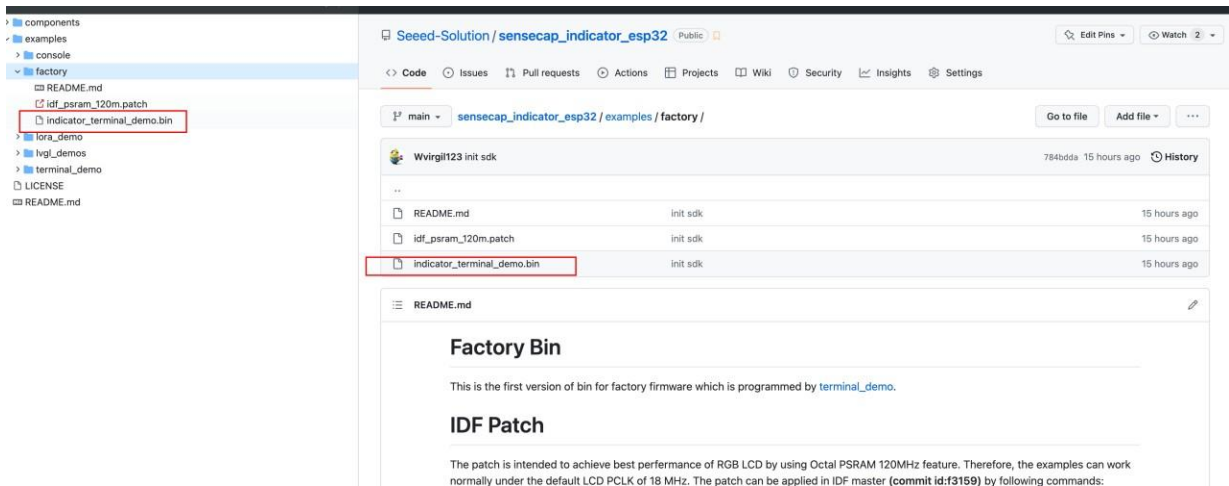 components
examples
console
factory
README.md
idf_psram_120m.patch
indicator_terminal_demo.bin
lora_demo
lvgl_demos
terminal_demo
LICENSE
README.md
Seeed-Solution / sensecap_indicator_esp32 Public
Edit Pins
Watch 2
Code Issues Pull requests Actions Projects Wiki Security Insights Settings
main sensecap_indicator_esp32 / examples / factory /
Go to file Add file ...
Wvirgil123 init sdk 784bdda 15 hours ago History
..
README.md init sdk 15 hours ago
idf_psram_120m.patch init sdk 15 hours ago
indicator_terminal_demo.bin init sdk 15 hours ago
README.md
Factory Bin
This is the first version of bin for factory firmware which is programmed by terminal_demo.
IDF Patch
The patch is intended to achieve best perfermance of RGB LCD by using Octal PSRAM 120MHz feature. Therefore, the examples can work
normally under the default LCD PCLK of 18 MHz. The patch can be applied in IDF master (commit id:f3159) by following commands: